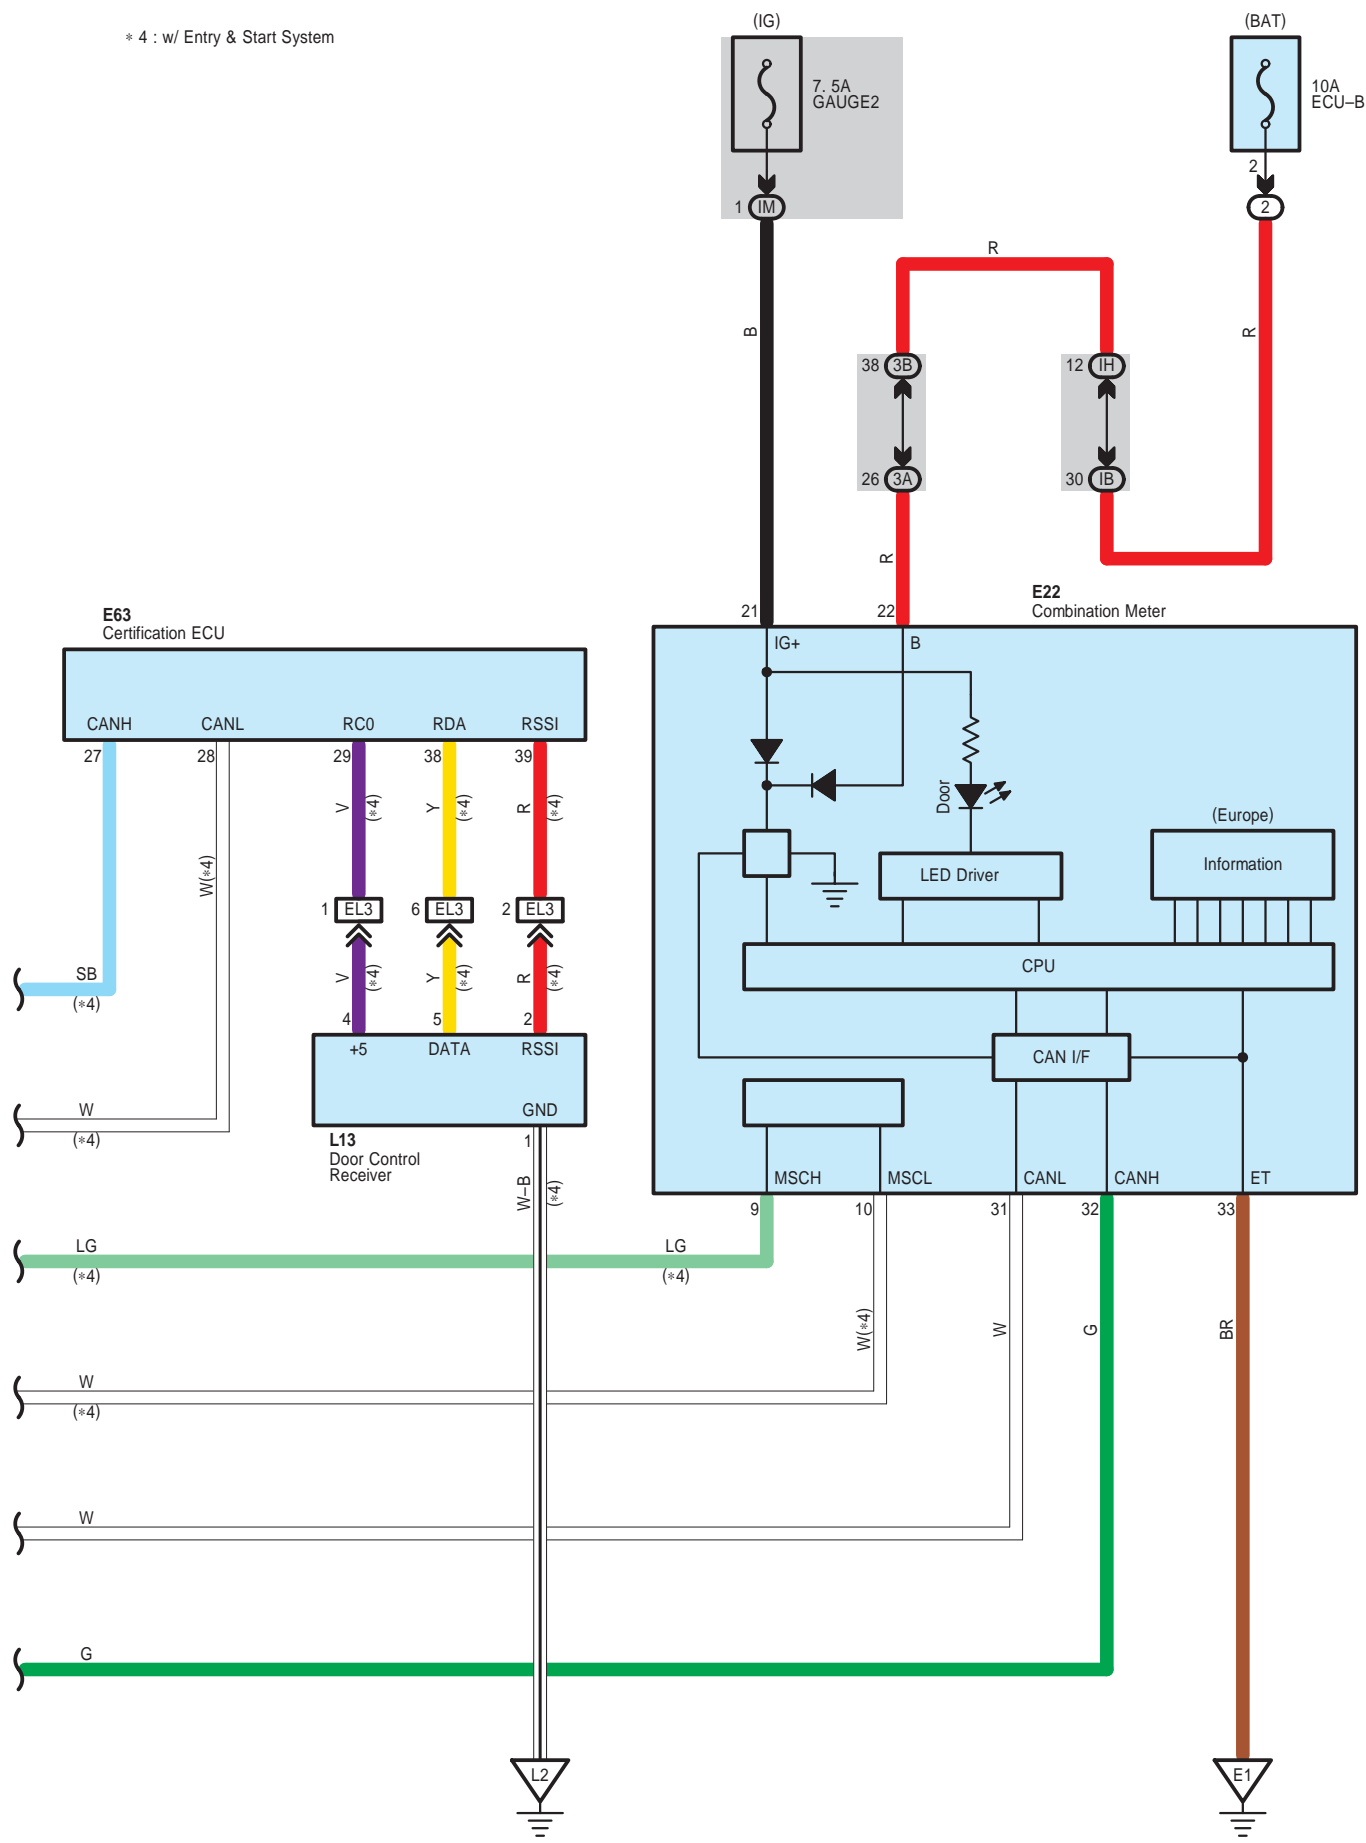 * 4 : w/ Entry & Start System
(IG)
(BAT)
7. 5A
GAUGE2
10A
ECU–B
2
1 IM
2
R
B
R
38 3B
12 IH
26 3A
30 IB
R
E22
Combination Meter
E63
Certification ECU
21
22
IG+
B
CANH
CANL
RC0
RDA
RSSI
27
28
29
38
39
V
(*4)
Y
(*4)
R
(*4)
W(*4)
Door
(Europe)
Information
LED Driver
1 EL3
6 EL3
2 EL3
CPU
SB
(*4)
V
(*4)
Y
(*4)
R
(*4)
4
5
2
+5
DATA
RSSI
CAN I/F
GND
W
(*4)
L13
Door Control
Receiver
1
W–B
(*4)
MSCH
MSCL
CANL
CANH
ET
9
10
31
32
33
LG
(*4)
LG
(*4)
W(*4)
W
G
BR
W
(*4)
W
G
L2
E1